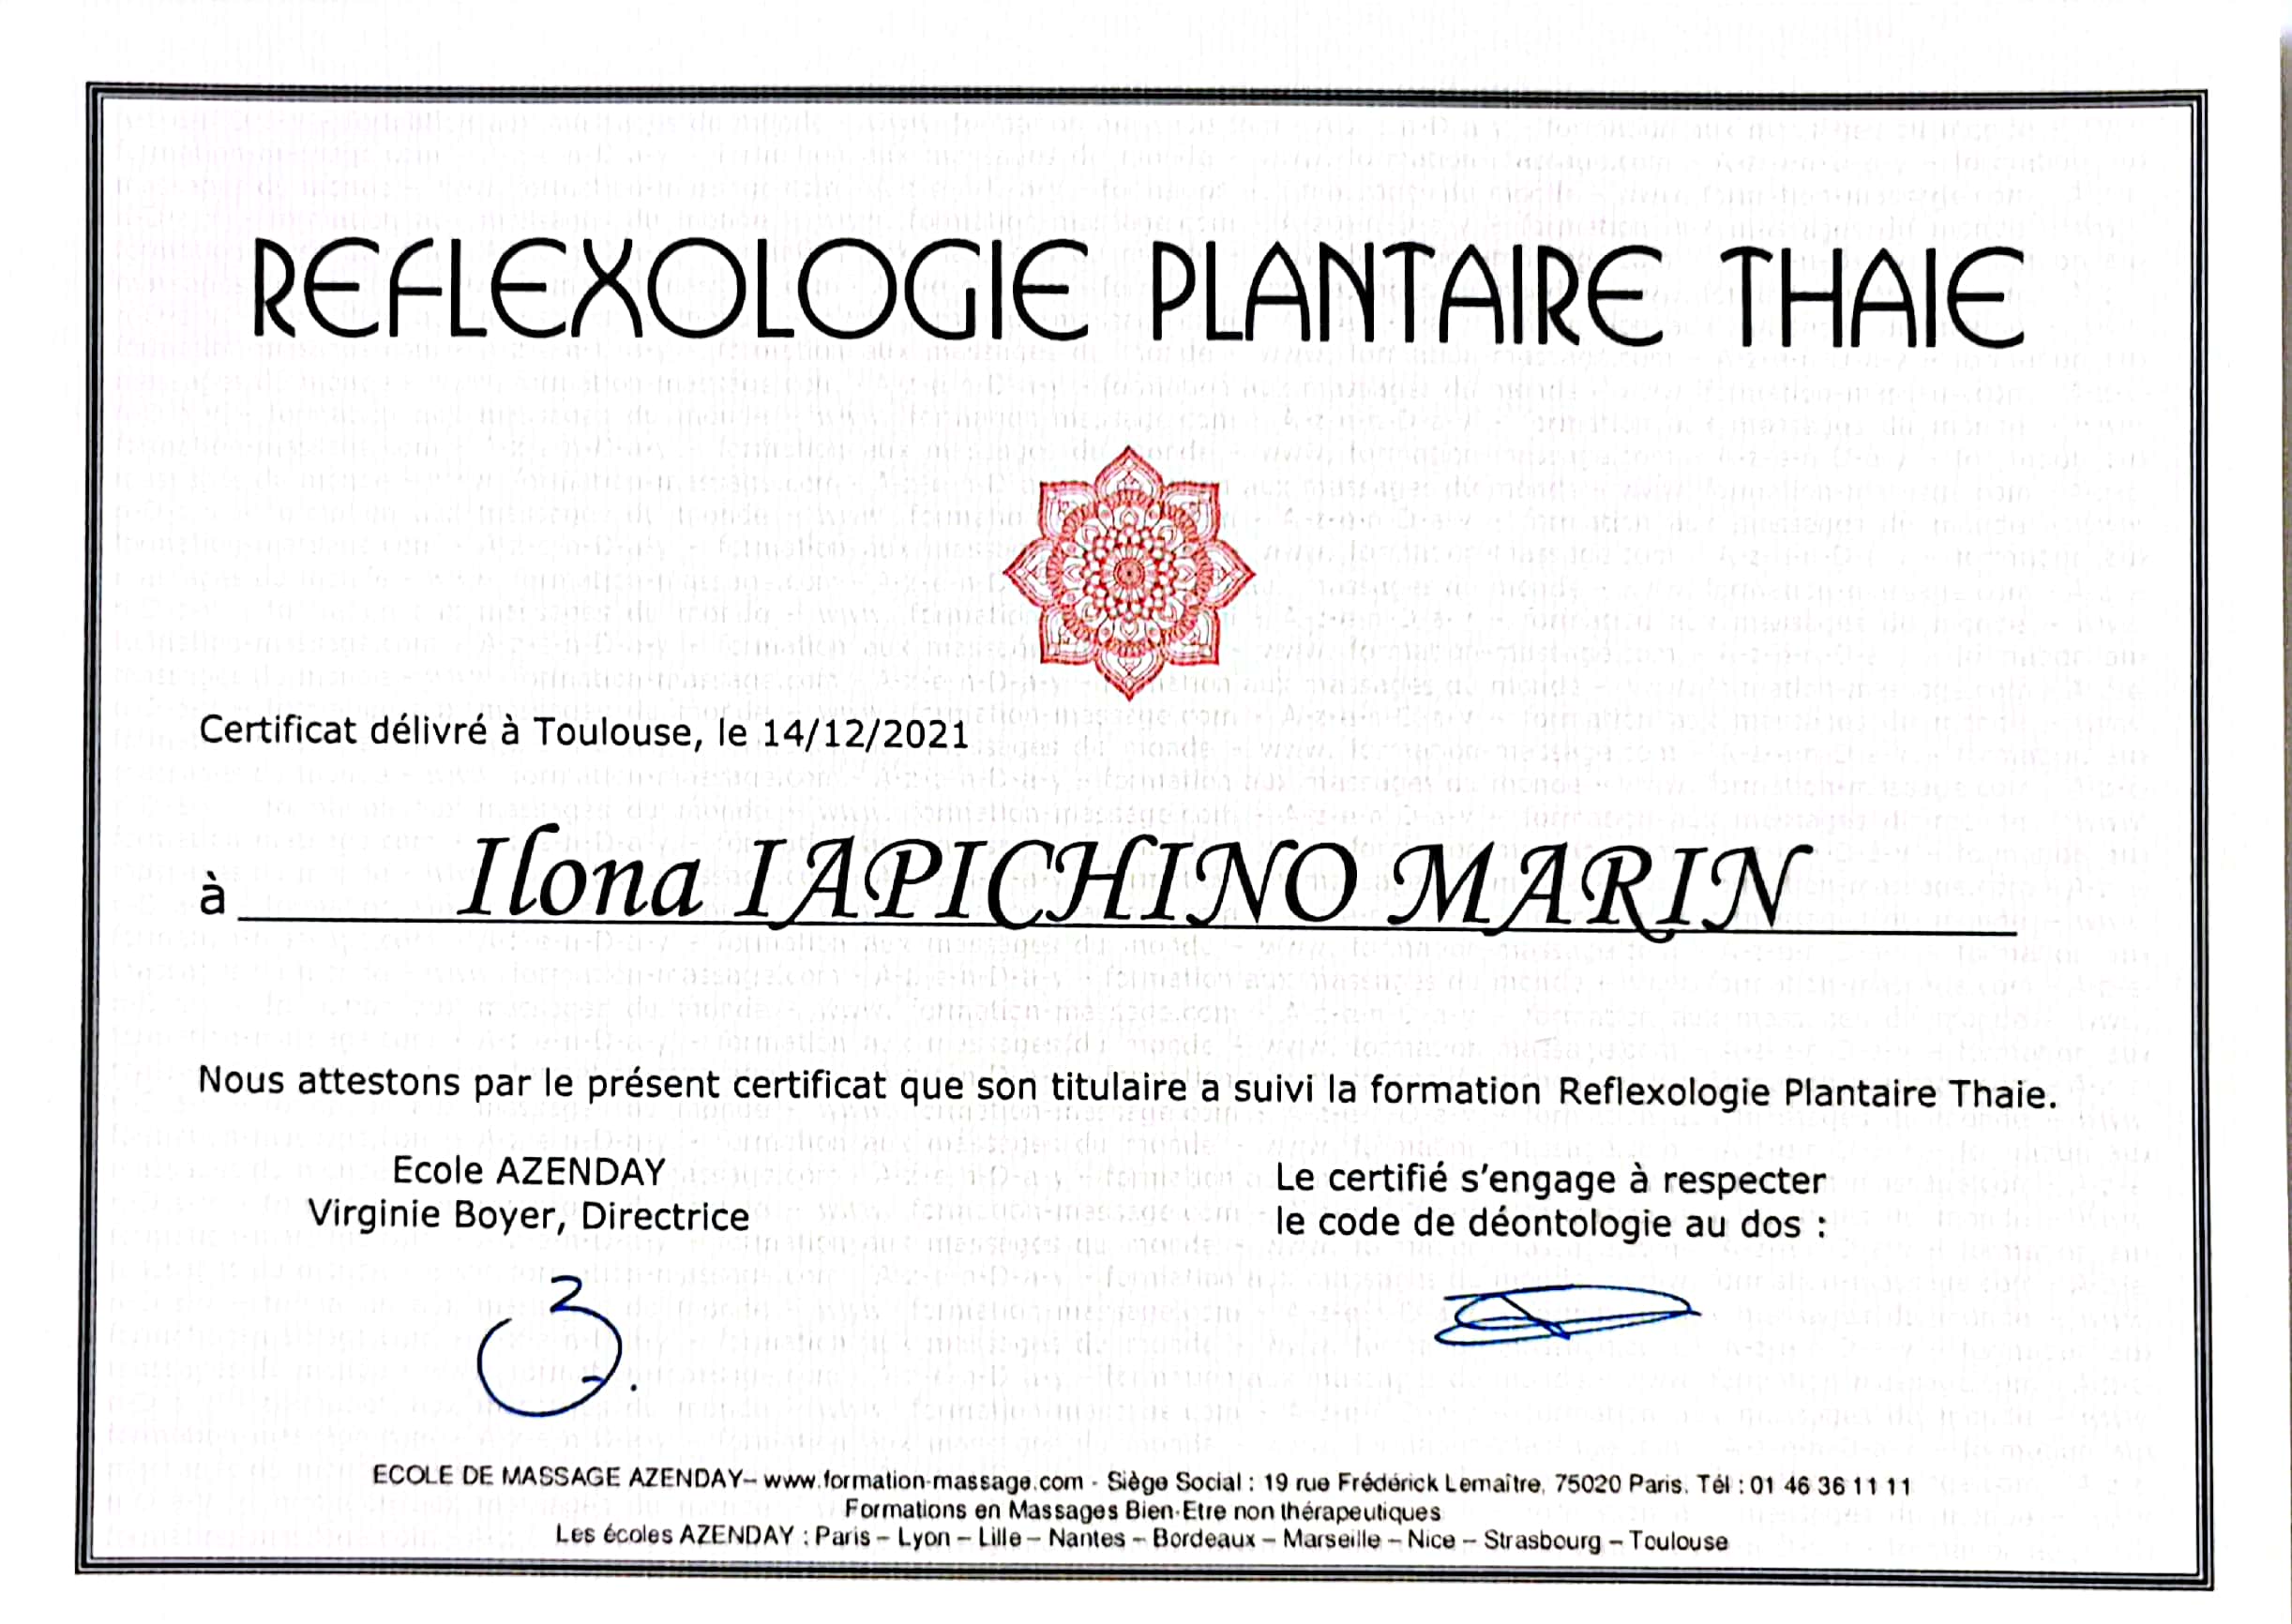 REFLEXOLOGIE PLANTAIRE THAIE
Certificat délivré à Toulouse, le 14/12/2021
à Ilona IAPICHINO MARIN
Nous attestons par le présent certificat que son titulaire a suivi la formation Reflexologie Plantaire Thaie.
Ecole AZENDAY
Virginie Boyer, Directrice
Le certifié s’engage à respecter
le code de déontologie au dos :
ECOLE DE MASSAGE AZENDAY– www.formation-massage.com - Siège Social : 19 rue Frédérick Lemaître, 75020 Paris. Tél : 01 46 36 11 11
Formations en Massages Bien-Etre non thérapeutiques
Les écoles AZENDAY : Paris – Lyon – Lille – Nantes – Bordeaux – Marseille – Nice – Strasbourg – Toulouse